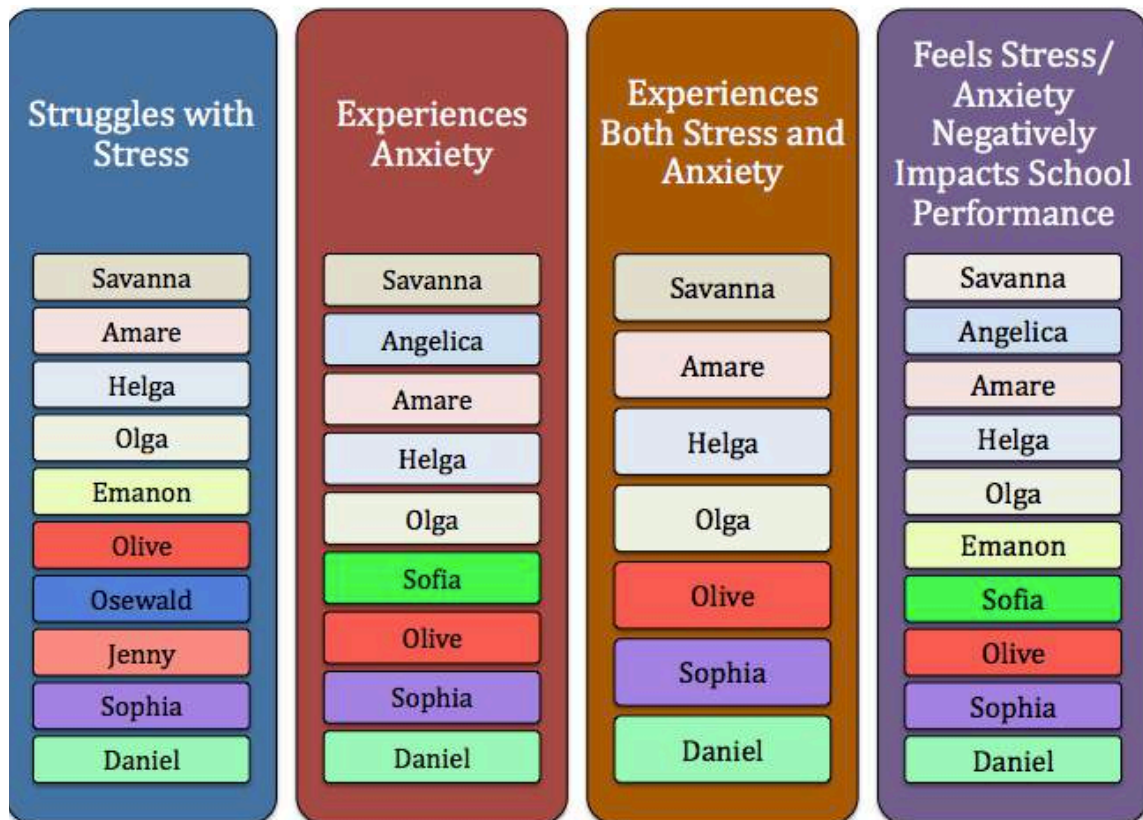 Struggles with
Stress
Savanna
Amare
Helga
Olga
Emanon
Olive
Osewald
Jenny
Sophia
Daniel
Experiences
Anxiety
Savanna
Angelica
Amare
Helga
Olga
Sofia
Olive
Sophia
Daniel
Experiences
Both Stress and
Anxiety
Savanna
Amare
Helga
Olga
Olive
Sophia
Daniel
Feels Stress/
Anxiety
Negatively
Impacts School
Performance
Savanna
Angelica
Amare
Helga
Olga
Emanon
Sofia
Olive
Sophia
Daniel